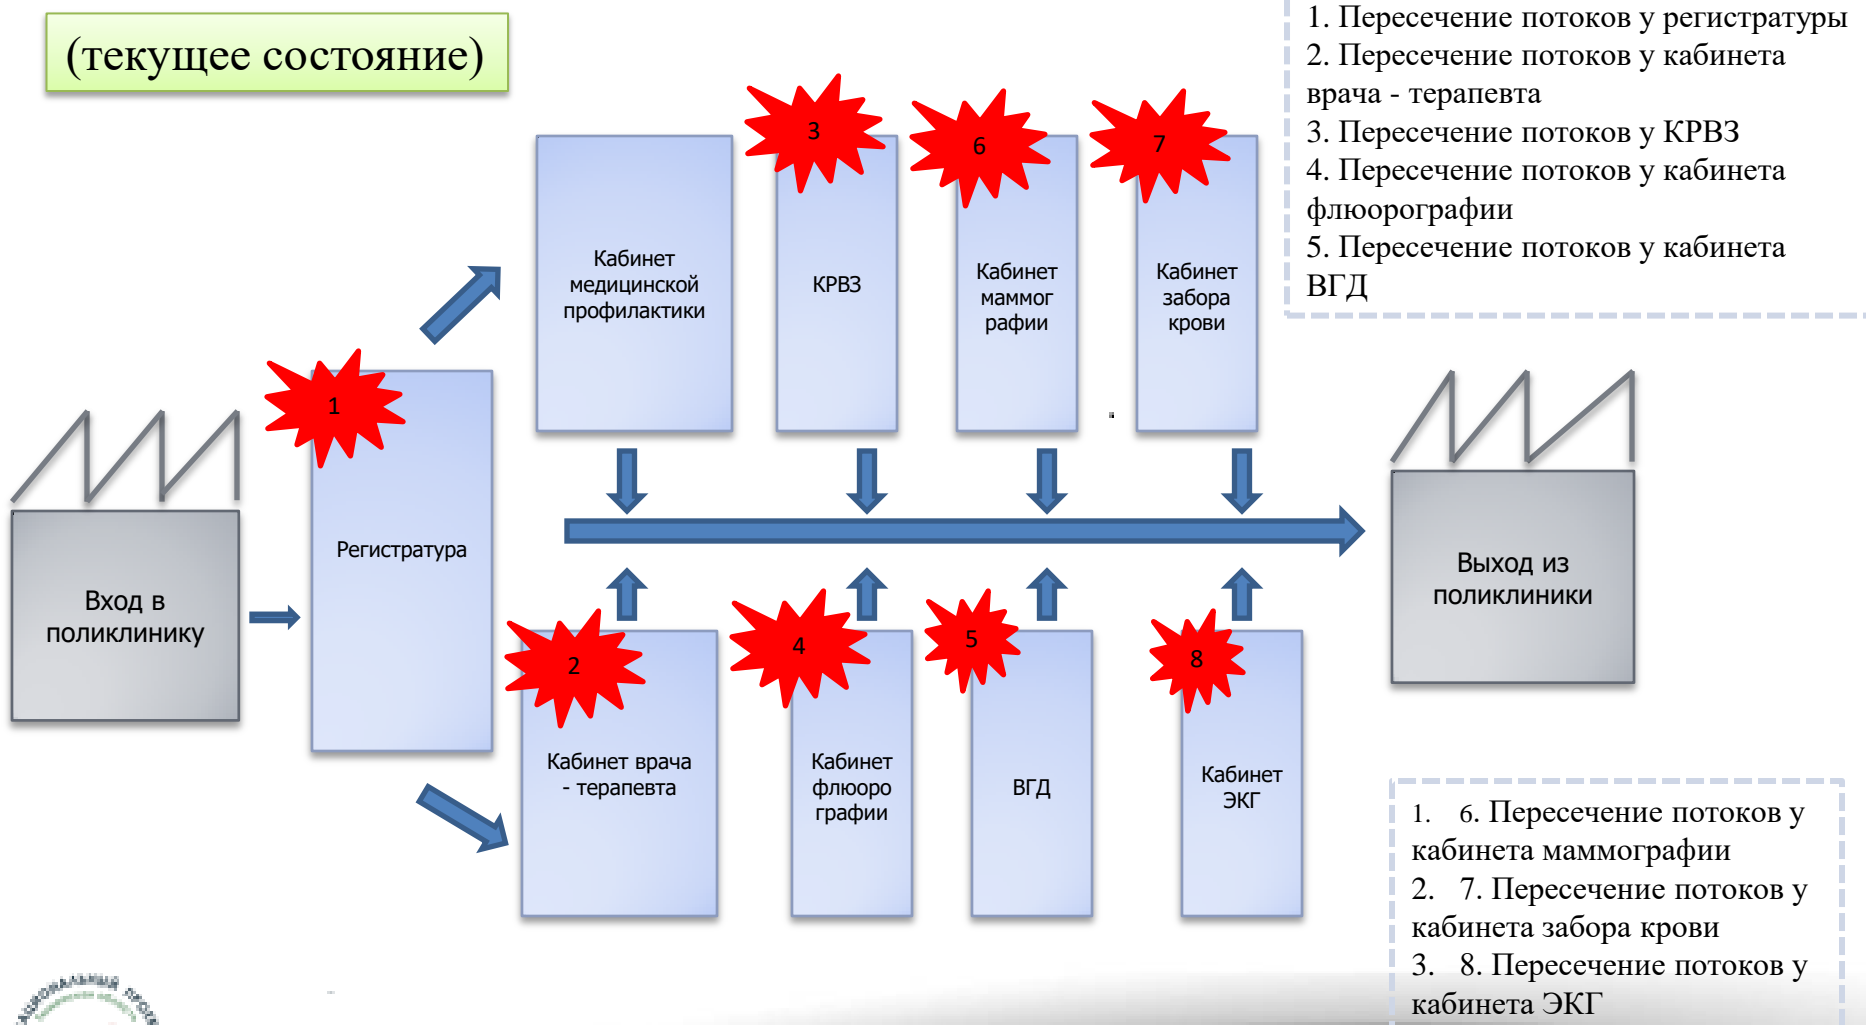 (текущее состояние)
1. Пересечение потоков у регистратуры
2. Пересечение потоков у кабинета
врача - терапевта
3. Пересечение потоков у КРВЗ
4. Пересечение потоков у кабинета
флюорографии
5. Пересечение потоков у кабинета
ВГД
3
6
7
Кабинет
медицинской
профилактики
КРВЗ
Кабинет
маммог
рафии
Кабинет
забора
крови
1
Регистратура
Вход в
поликлинику
Выход из
поликлиники
2
4
5
8
Кабинет врача
- терапевта
Кабинет
флюоро
графии
ВГД
Кабинет
ЭКГ
1. 6. Пересечение потоков у
кабинета маммографии
2. 7. Пересечение потоков у
кабинета забора крови
3. 8. Пересечение потоков у
кабинета ЭКГ